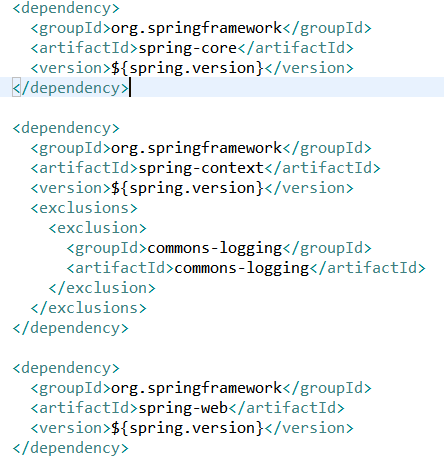 <dependency>
  <groupId>org.springframework</groupId>
  <artifactId>spring-core</artifactId>
  <version>${spring.version}</version>
</dependency>

<dependency>
  <groupId>org.springframework</groupId>
  <artifactId>spring-context</artifactId>
  <version>${spring.version}</version>
  <exclusions>
    <exclusion>
      <groupId>commons-logging</groupId>
      <artifactId>commons-logging</artifactId>
    </exclusion>
  </exclusions>
</dependency>

<dependency>
  <groupId>org.springframework</groupId>
  <artifactId>spring-web</artifactId>
  <version>${spring.version}</version>
</dependency>